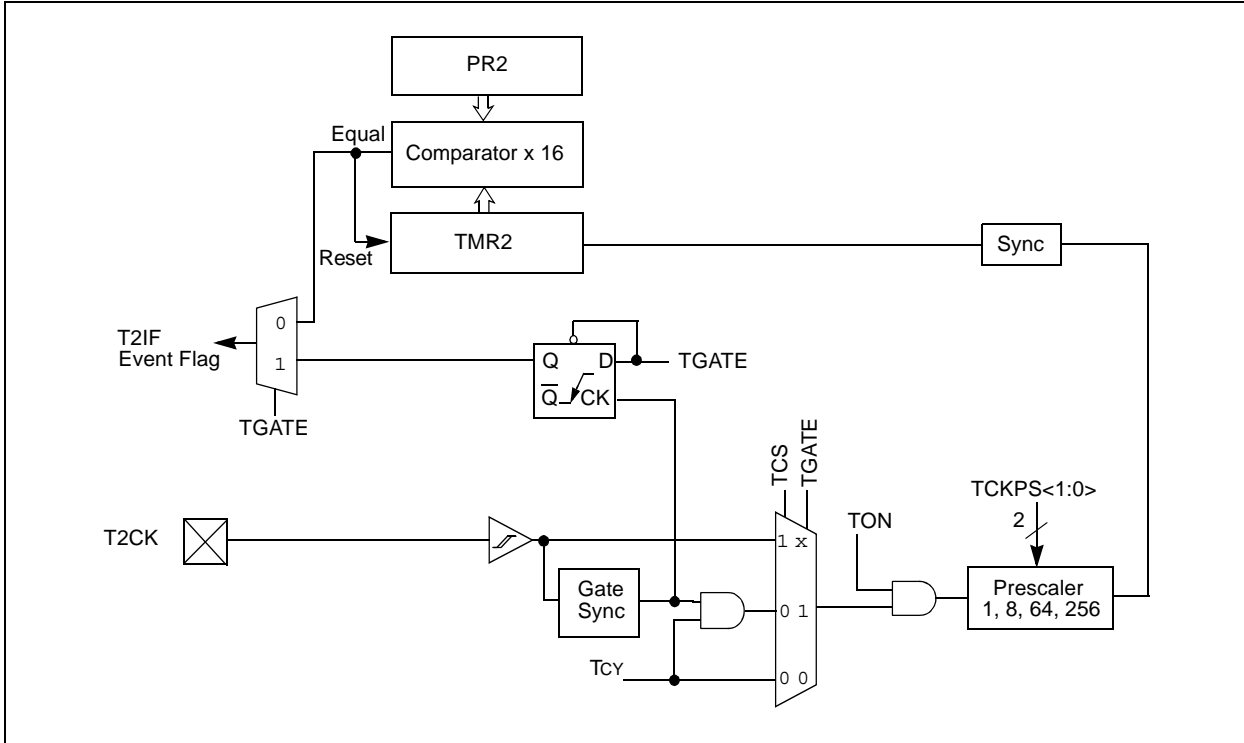 PR2
Equal
Comparator x 16
TMR2
Reset
Sync
0
T2IF
Event Flag
1
Q
D
TGATE
Q̅
CK
TGATE
TCS
TGATE
TCKPS<1:0>
2
TON
T2CK
1 x
Gate
Sync
Prescaler
1, 8, 64, 256
0 1
TCY
0 0